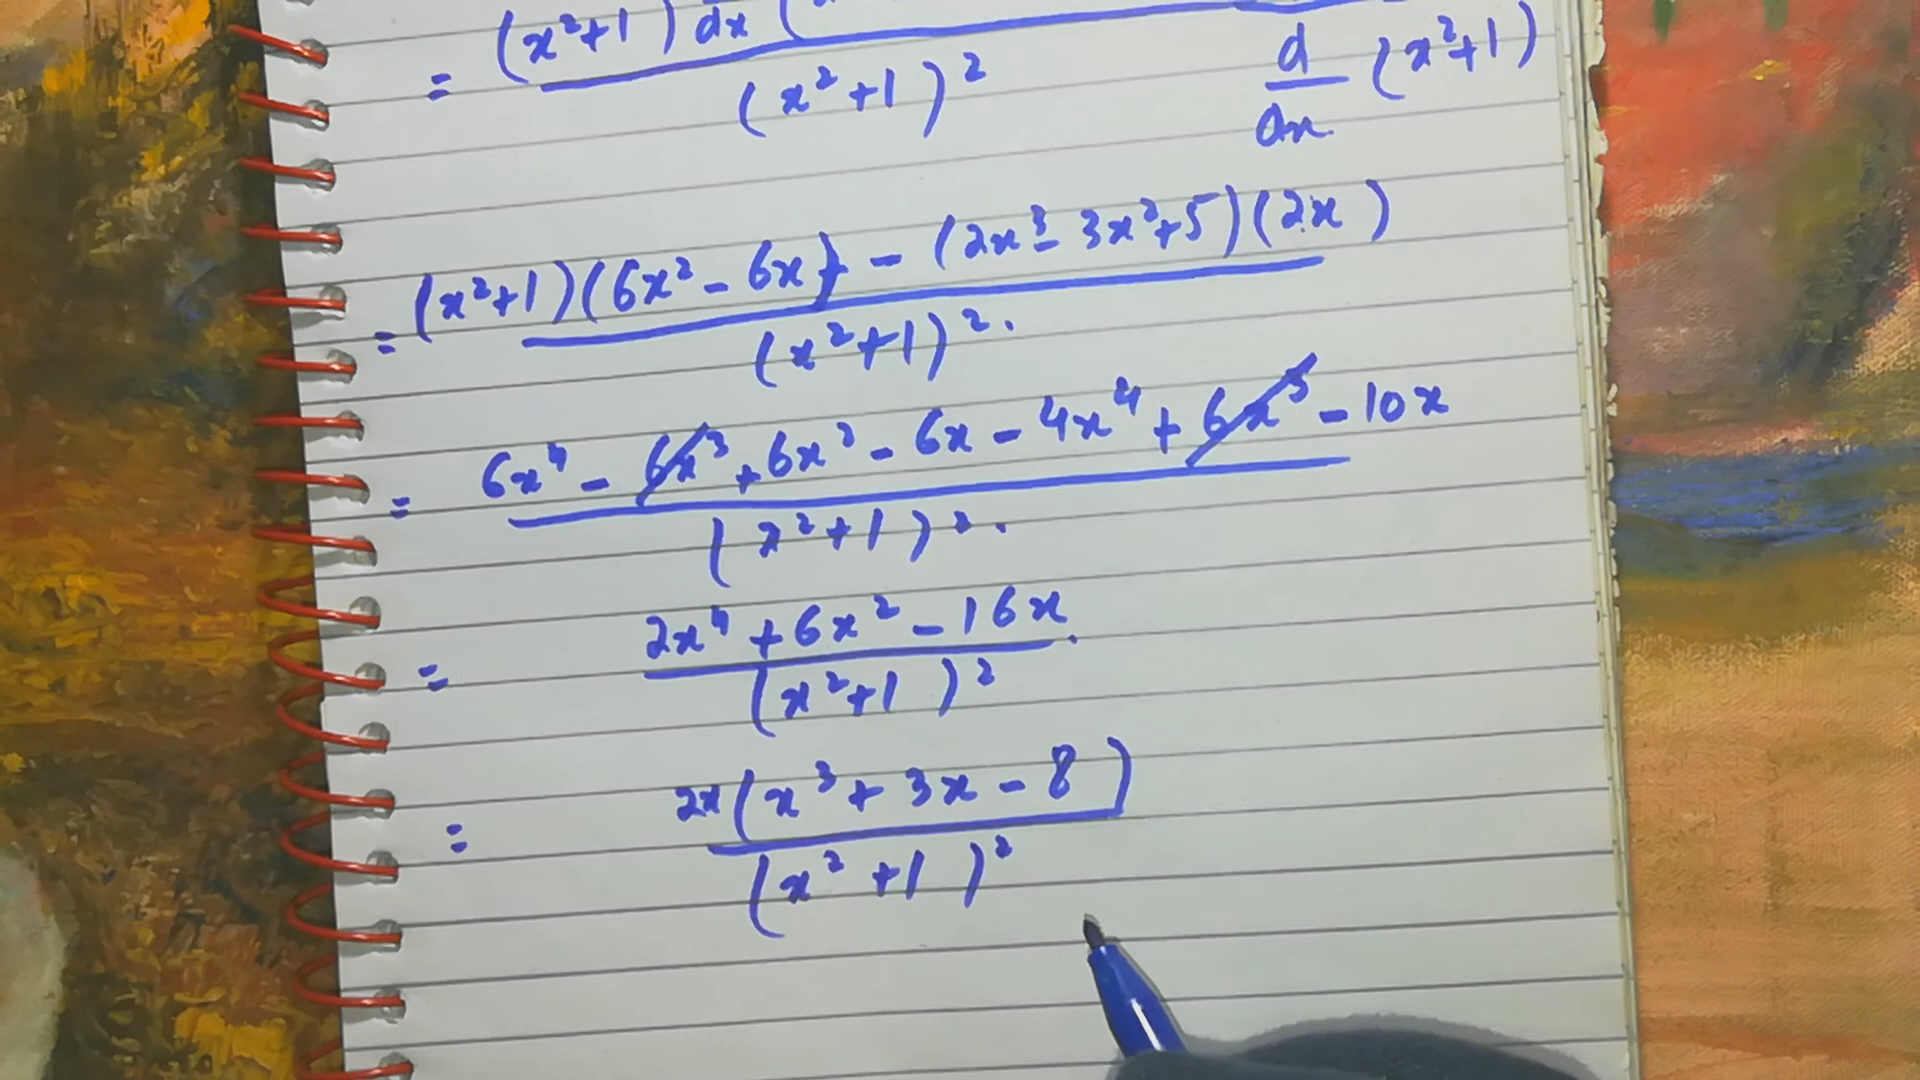 = (x²+1) d/dx (
(x²+1)² d/dx (x²+1)
= (x²+1)(6x² - 6x) - (2x³ - 3x²+5)(2x)
(x²+1)².
= 6x⁴ - 6x³ + 6x² - 6x - 4x⁴ + 6x³ - 10x
(x²+1)².
= 2x⁴ + 6x² - 16x
(x²+1)²
= 2x(x³ + 3x - 8)
(x² + 1)²